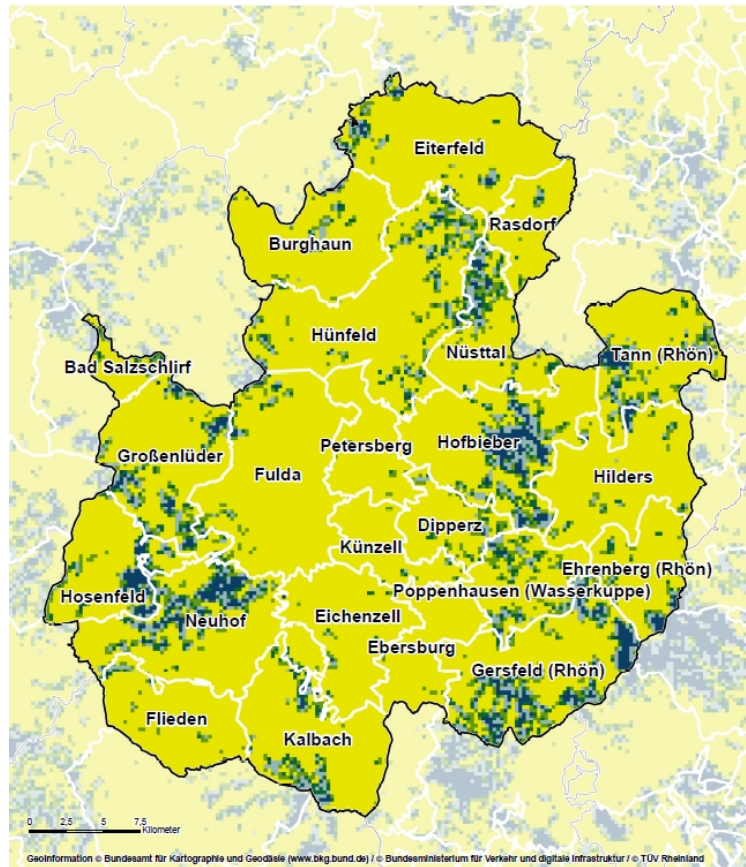 Eiterfeld
Rasdorf
Burghaun
Hünfeld
Nüsttal
Tann (Rhön)
Bad Salzschlirf
Petersberg
Hofbieber
Großenlüder
Fulda
Hilders
Dipperz
Künzell
Ehrenberg (Rhön)
Hosenfeld
Poppenhausen (Wasserkuppe)
Neuhof
Eichenzell
Ebersburg
Gersfeld (Rhön)
Flieden
Kalbach
0 2,5 5 7,5
Kilometer
Geoinformation © Bundesamt für Kartographie und Geodäsie (www.bkg.bund.de) / © Bundesministerium für Verkehr und digitale Infrastruktur / © TÜV Rheinland